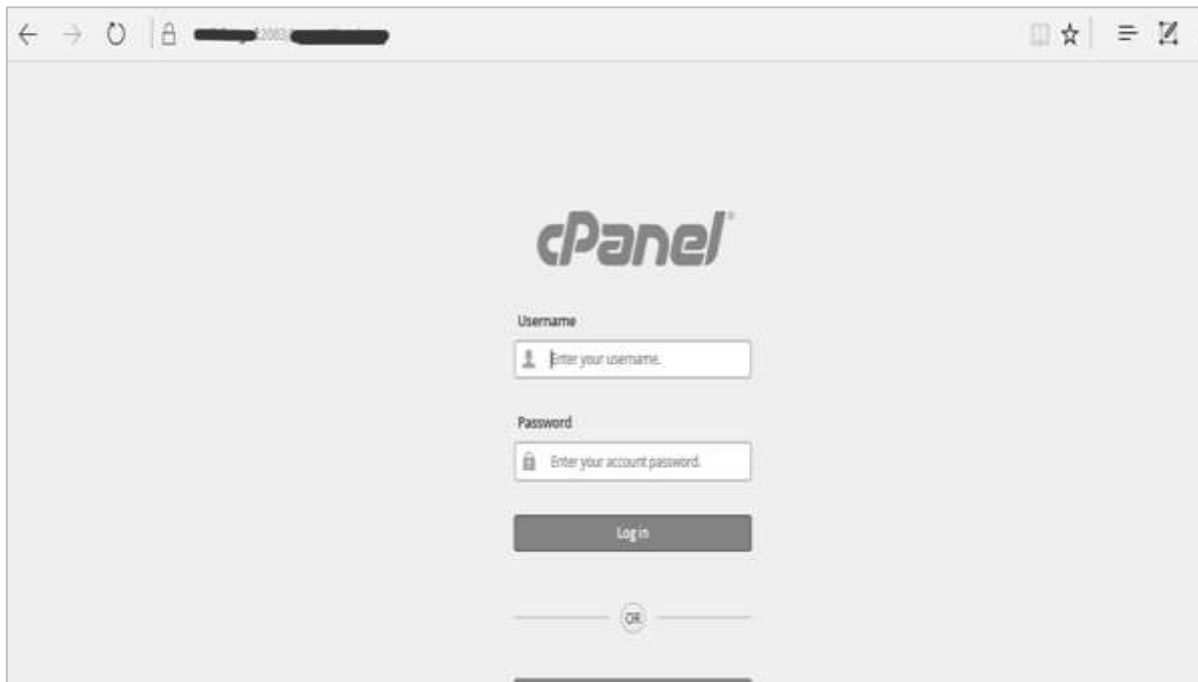 cPanel®
Username
Enter your username.
Password
Enter your account password.
Log in
OR